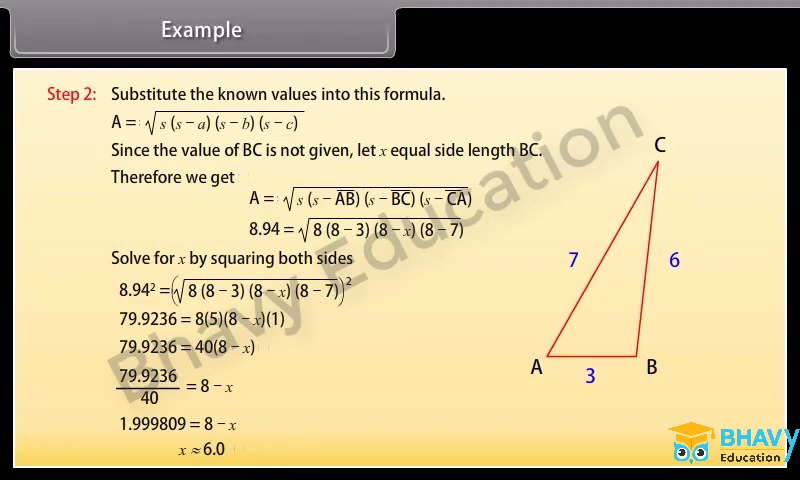 Example
Step 2: Substitute the known values into this formula.
A = √s (s − a) (s − b) (s − c)
Since the value of BC is not given, let x equal side length BC.
Therefore we get
A = √s (s − A̅B̅) (s − B̅C̅) (s − C̅A̅)
8.94 = √8 (8 − 3) (8 − x) (8 − 7)
Solve for x by squaring both sides
8.94² = (√8 (8 − 3) (8 − x) (8 − 7))²
79.9236 = 8(5)(8 − x)(1)
79.9236 = 40(8 − x)
79.9236
40
= 8 − x
1.999809 = 8 − x
x ≈ 6.0
C
7
6
A
B
3
Bhavy Education
BHAVY
Education